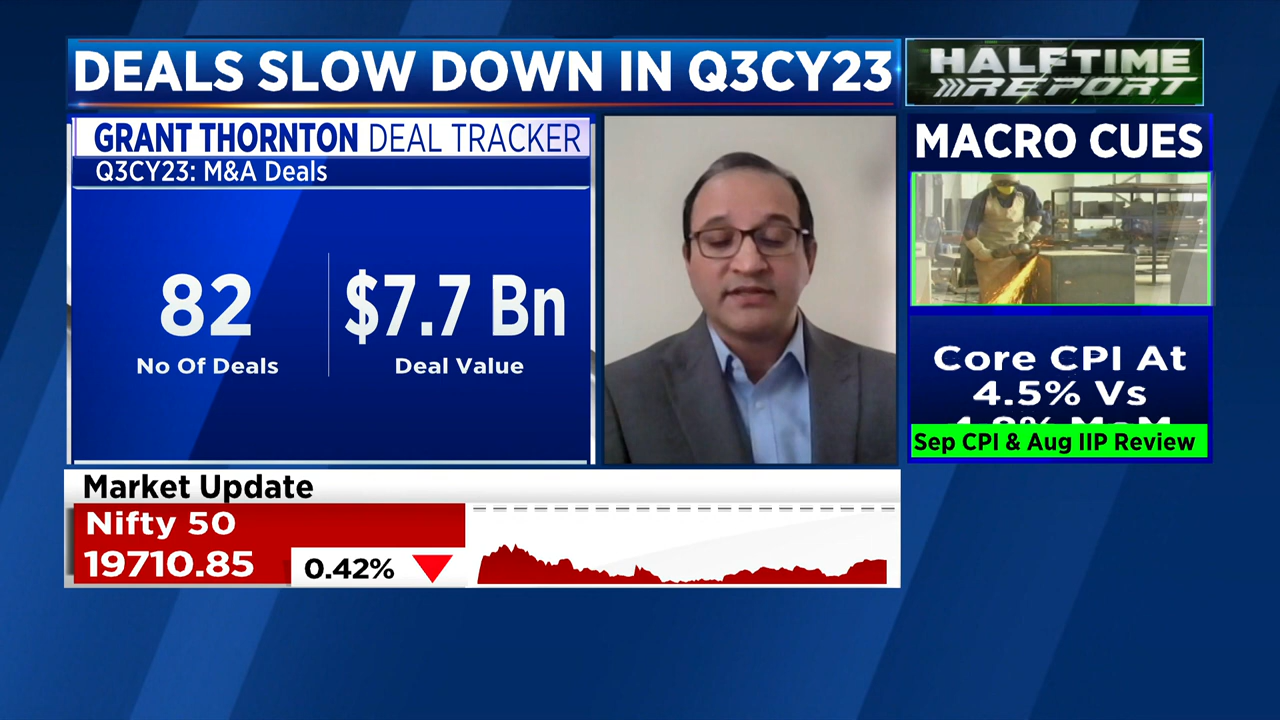 DEALS SLOW DOWN IN Q3CY23
HALFTIME
REPORT
GRANT THORNTON DEAL TRACKER
Q3CY23: M&A Deals
82
No Of Deals
$7.7 Bn
Deal Value
MACRO CUES
Core CPI At
4.5% Vs
Sep CPI & Aug IIP Review
Market Update
Nifty 50
19710.85
0.42%